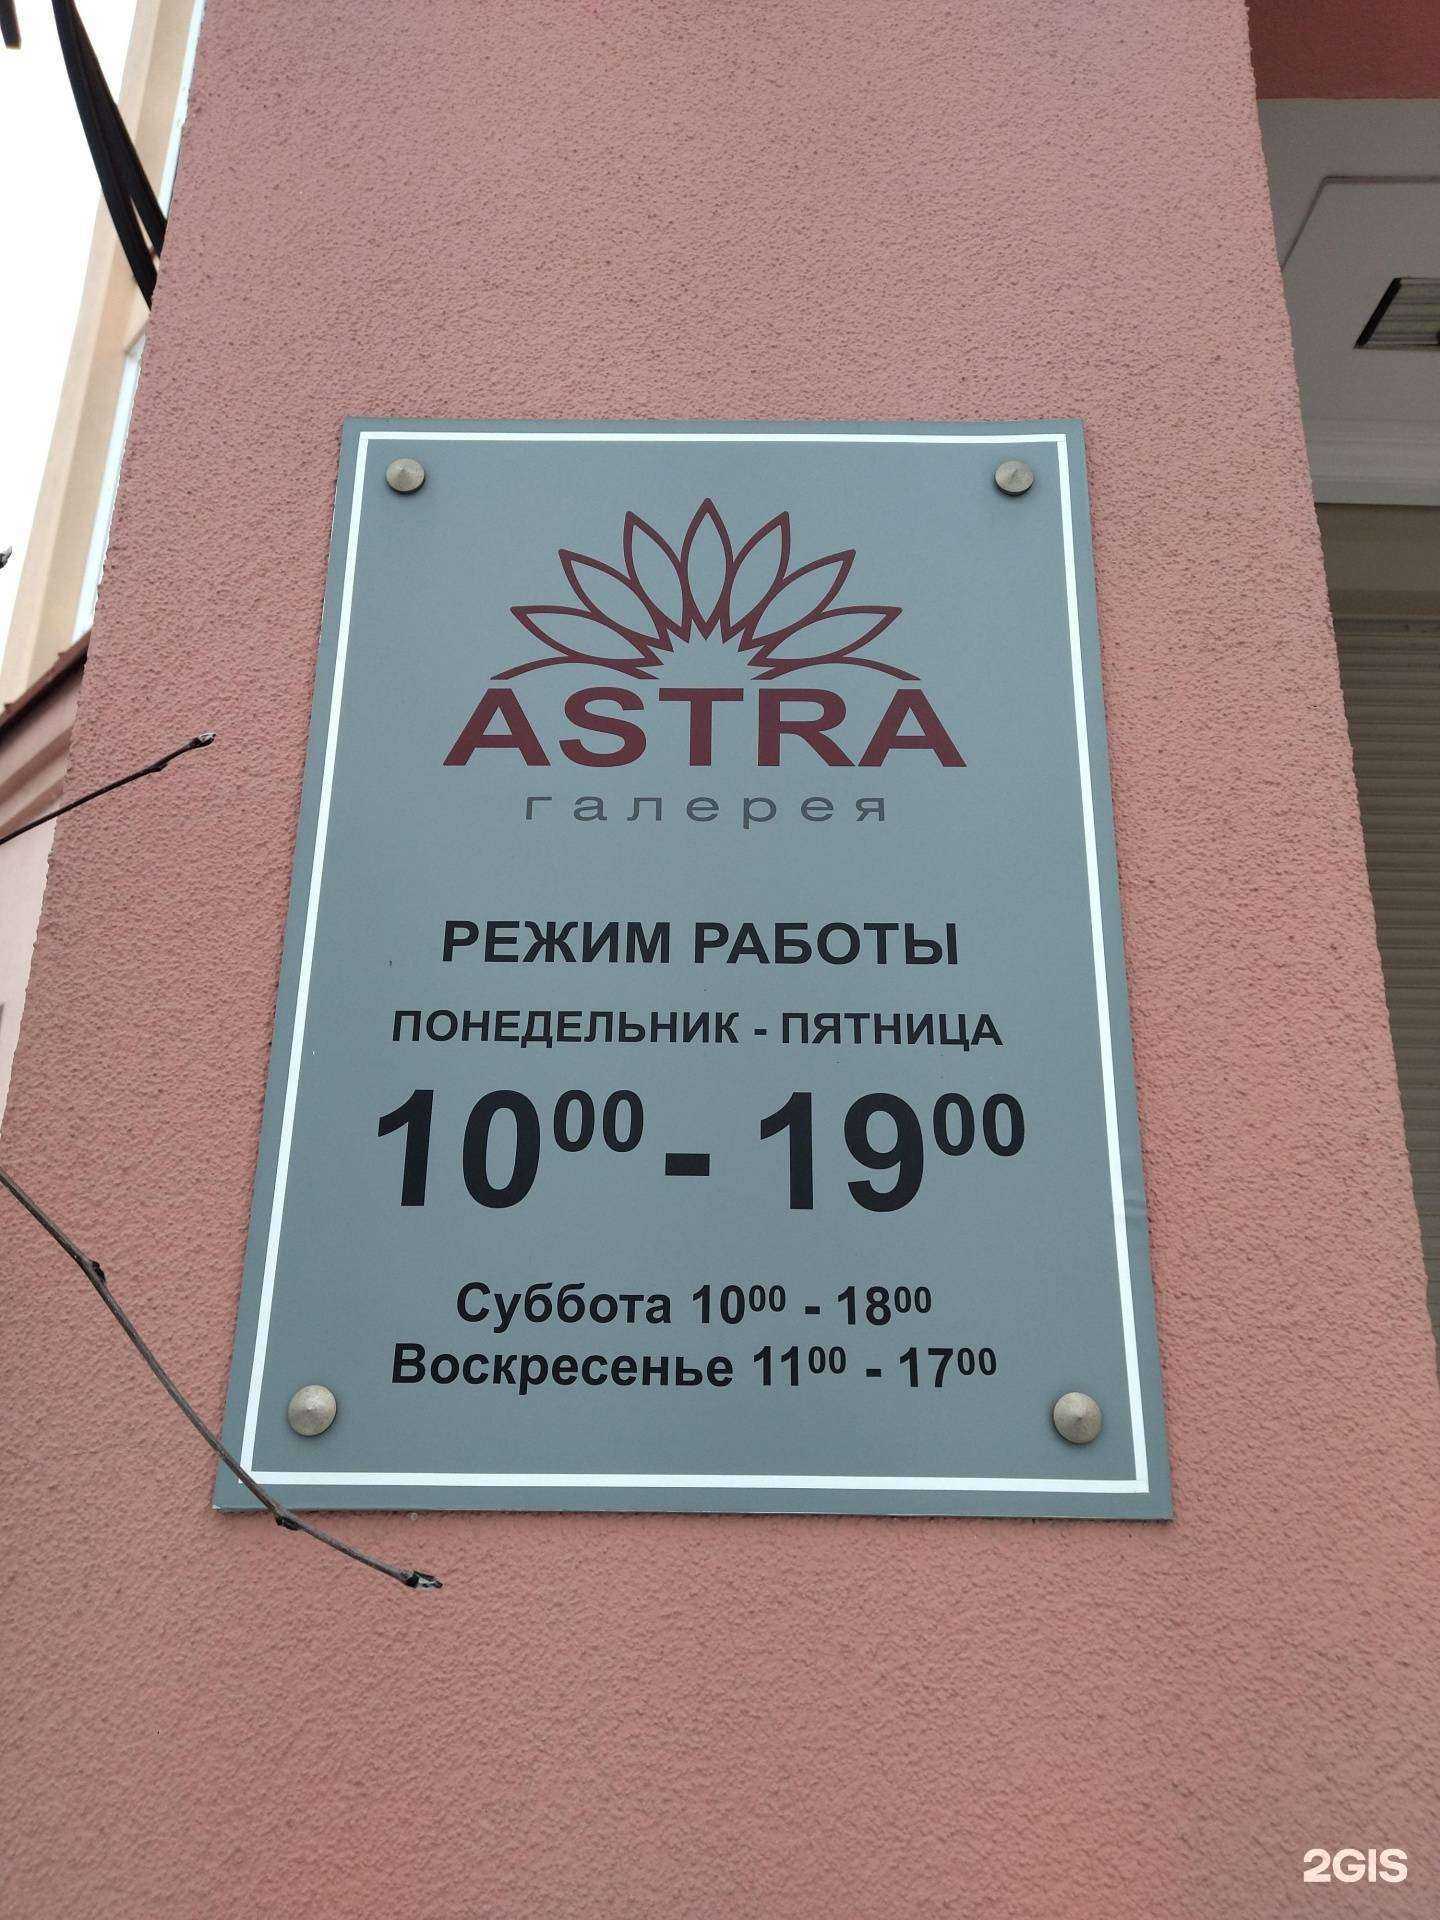 ASTRA
галерея
РЕЖИМ РАБОТЫ
ПОНЕДЕЛЬНИК - ПЯТНИЦА
10⁰⁰ - 19⁰⁰
Суббота 10⁰⁰ - 18⁰⁰
Воскресенье 11⁰⁰ - 17⁰⁰
2GIS